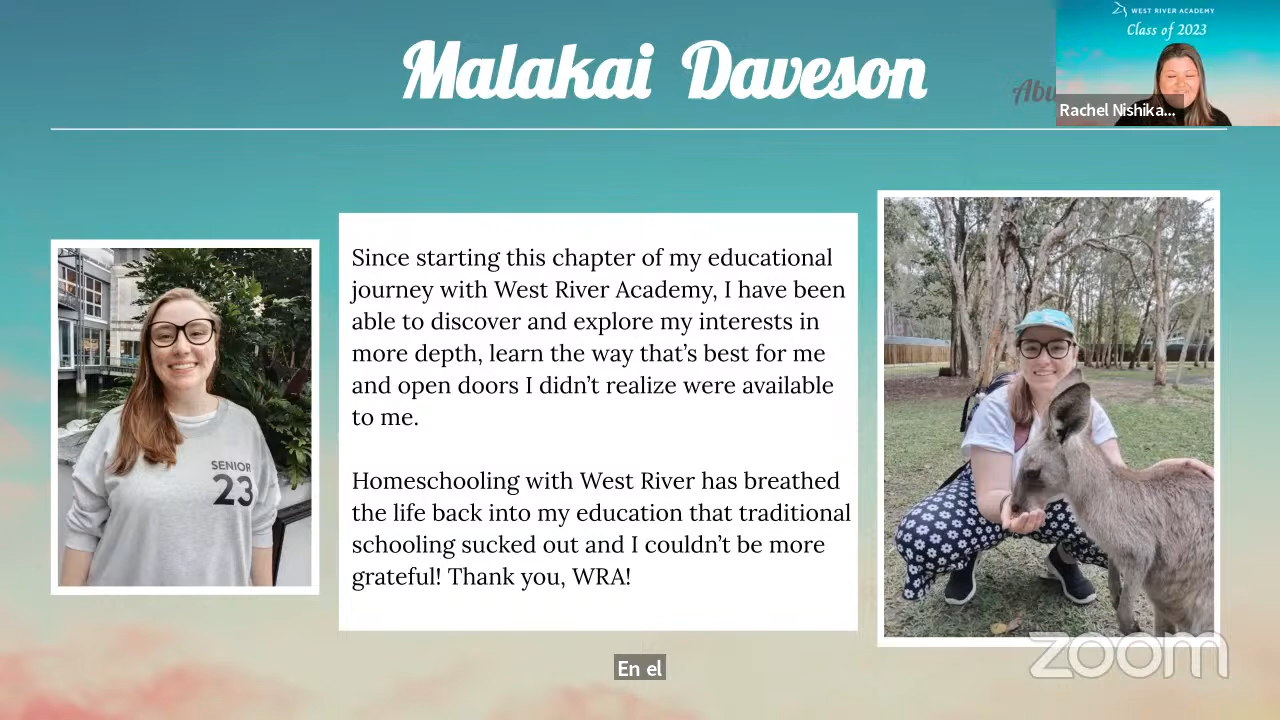 Malakai Daveson
WEST RIVER ACADEMY
Class of 2023
Rachel Nishika...
SENIOR
23
Since starting this chapter of my educational
journey with West River Academy, I have been
able to discover and explore my interests in
more depth, learn the way that’s best for me
and open doors I didn’t realize were available
to me.
Homeschooling with West River has breathed
the life back into my education that traditional
schooling sucked out and I couldn’t be more
grateful! Thank you, WRA!
zoom
En el